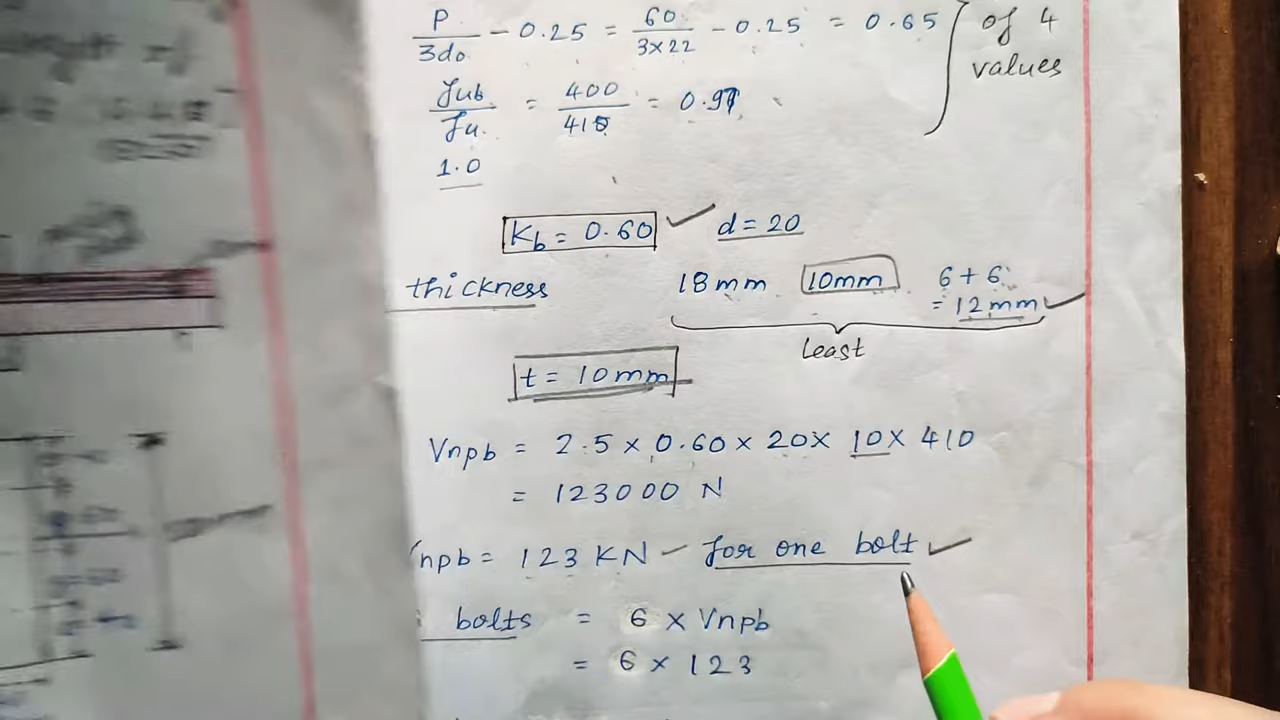 P/3do - 0.25 = 60/3×22 - 0.25 = 0.65
of 4 values
fub/fu = 400/410 = 0.97
1.0
Kb = 0.60 ✓ d = 20
thickness 18mm 10mm 6+6 = 12mm ✓
Least
t = 10mm
Vnpb = 2.5 × 0.60 × 20 × 10 × 410
= 123000 N
npb = 123 KN - for one bolt ✓
bolts = 6 × Vnpb
= 6 × 123